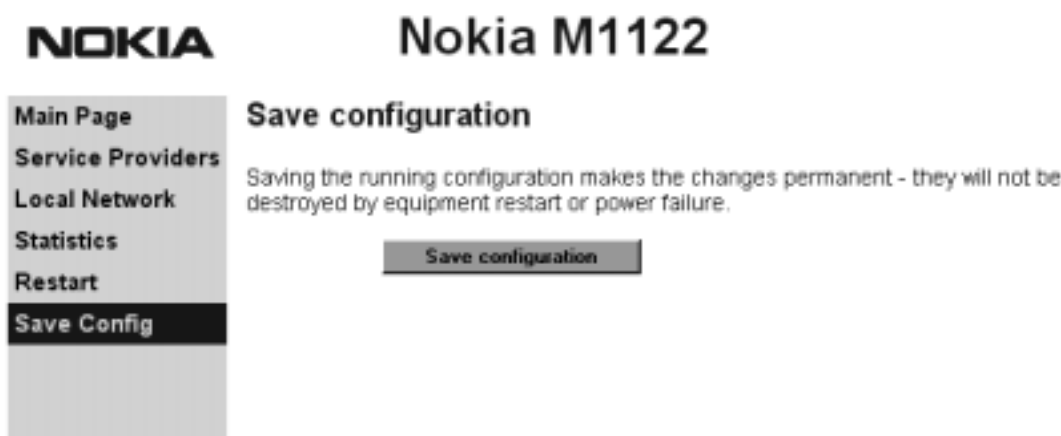 NOKIA
Nokia M1122
Main Page
Service Providers
Local Network
Statistics
Restart
Save Config
Save configuration
Saving the running configuration makes the changes permanent - they will not be
destroyed by equipment restart or power failure.
Save configuration